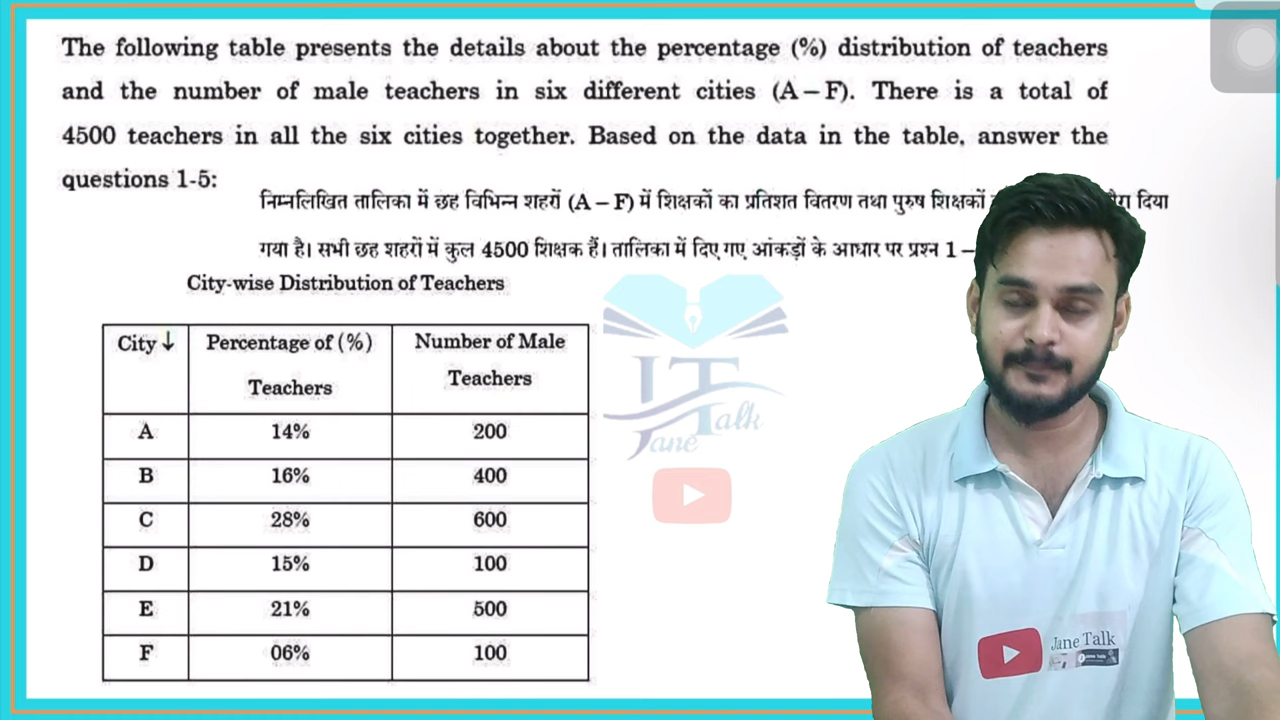 The following table presents the details about the percentage (%) distribution of teachers
and the number of male teachers in six different cities (A – F). There is a total of
4500 teachers in all the six cities together. Based on the data in the table, answer the
questions 1-5:
निम्नलिखित तालिका में छह विभिन्न शहरों (A – F) में शिक्षकों का प्रतिशत वितरण तथा पुरुष शिक्षकों दिया
गया है। सभी छह शहरों में कुल 4500 शिक्षक हैं। तालिका में दिए गए आंकड़ों के आधार पर प्रश्न 1 –
City-wise Distribution of Teachers
City↓ Percentage of (%) Number of Male
Teachers Teachers
A 14% 200
B 16% 400
C 28% 600
D 15% 100
E 21% 500
F 06% 100
JT
Jane Talk
Jane Talk